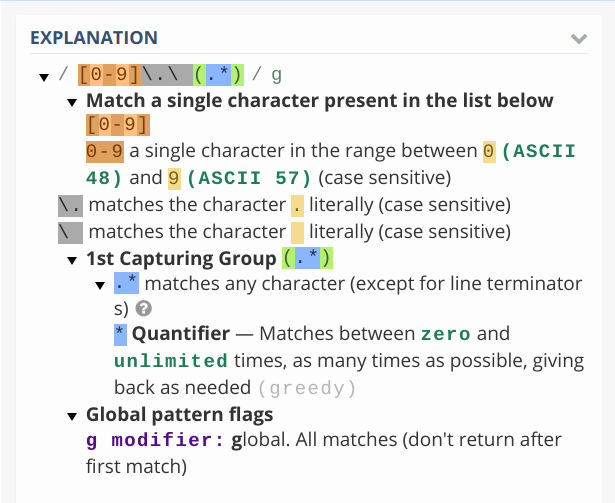 EXPLANATION
/ [0-9]\.\ (.*) / g
Match a single character present in the list below
[0-9]
0-9 a single character in the range between 0 (ASCII
48) and 9 (ASCII 57) (case sensitive)
\. matches the character . literally (case sensitive)
\  matches the character   literally (case sensitive)
1st Capturing Group (.*)
.* matches any character (except for line terminator
s) ?
* Quantifier — Matches between zero and
unlimited times, as many times as possible, giving
back as needed (greedy)
Global pattern flags
g modifier: global. All matches (don't return after
first match)